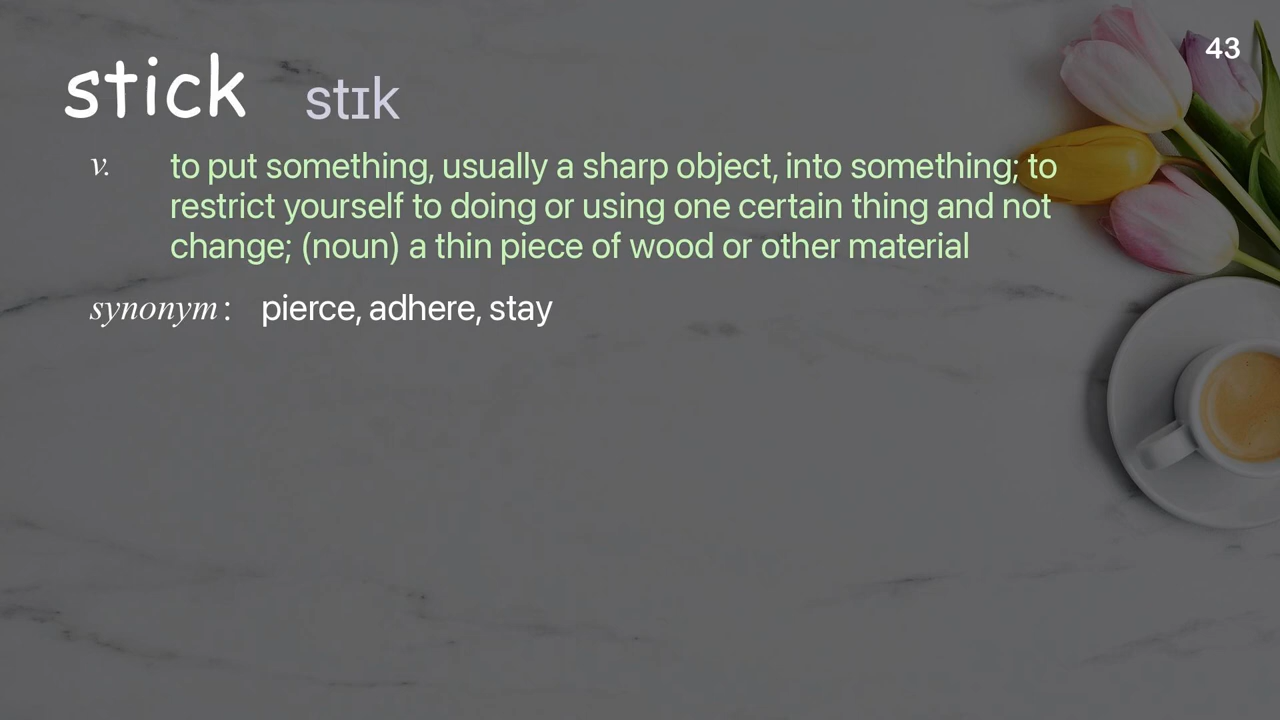 43
stick stɪk
v. to put something, usually a sharp object, into something; to
restrict yourself to doing or using one certain thing and not
change; (noun) a thin piece of wood or other material
synonym: pierce, adhere, stay